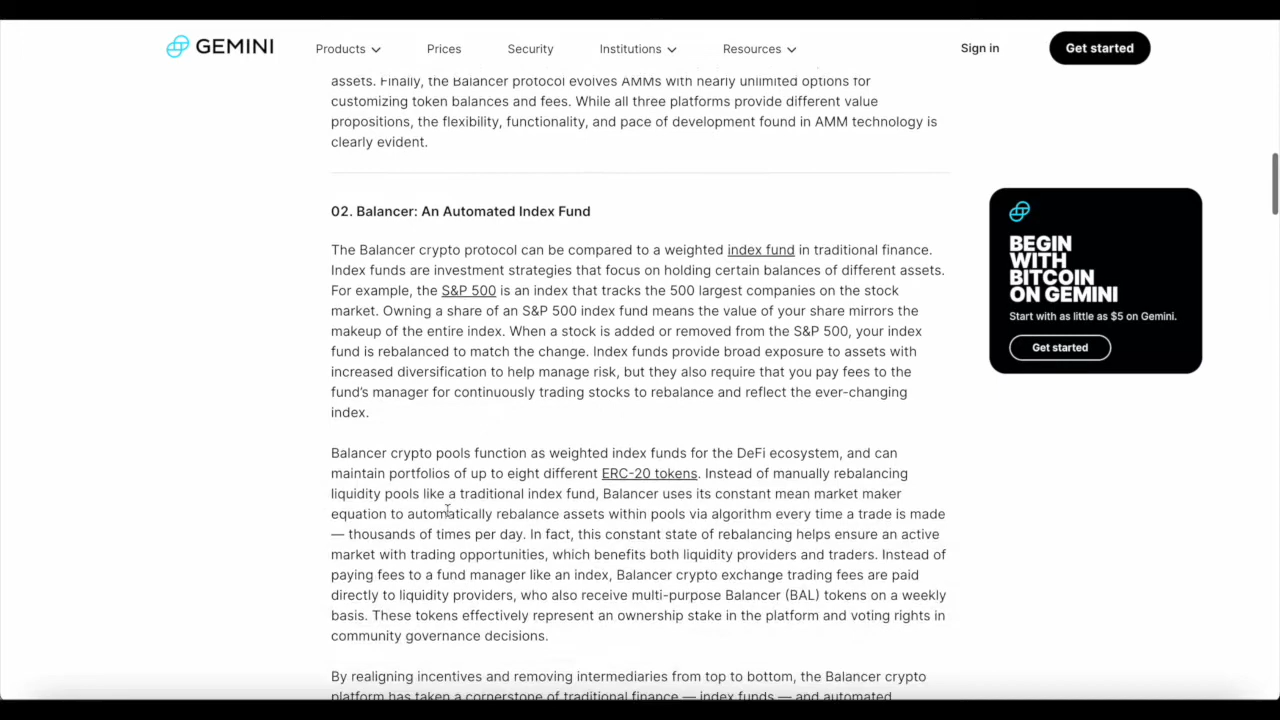 GEMINI
Products
Prices
Security
Institutions
Resources
Sign in
Get started
assets. Finally, the Balancer protocol evolves AMMs with nearly unlimited options for
customizing token balances and fees. While all three platforms provide different value
propositions, the flexibility, functionality, and pace of development found in AMM technology is
clearly evident.
02. Balancer: An Automated Index Fund
The Balancer crypto protocol can be compared to a weighted index fund in traditional finance.
Index funds are investment strategies that focus on holding certain balances of different assets.
For example, the S&P 500 is an index that tracks the 500 largest companies on the stock
market. Owning a share of an S&P 500 index fund means the value of your share mirrors the
makeup of the entire index. When a stock is added or removed from the S&P 500, your index
fund is rebalanced to match the change. Index funds provide broad exposure to assets with
increased diversification to help manage risk, but they also require that you pay fees to the
fund’s manager for continuously trading stocks to rebalance and reflect the ever-changing
index.
Balancer crypto pools function as weighted index funds for the DeFi ecosystem, and can
maintain portfolios of up to eight different ERC-20 tokens. Instead of manually rebalancing
liquidity pools like a traditional index fund, Balancer uses its constant mean market maker
equation to automatically rebalance assets within pools via algorithm every time a trade is made
— thousands of times per day. In fact, this constant state of rebalancing helps ensure an active
market with trading opportunities, which benefits both liquidity providers and traders. Instead of
paying fees to a fund manager like an index, Balancer crypto exchange trading fees are paid
directly to liquidity providers, who also receive multi-purpose Balancer (BAL) tokens on a weekly
basis. These tokens effectively represent an ownership stake in the platform and voting rights in
community governance decisions.
By realigning incentives and removing intermediaries from top to bottom, the Balancer crypto
platform has taken a cornerstone of traditional finance — index funds — and automated
BEGIN
WITH
BITCOIN
ON GEMINI
Start with as little as $5 on Gemini.
Get started